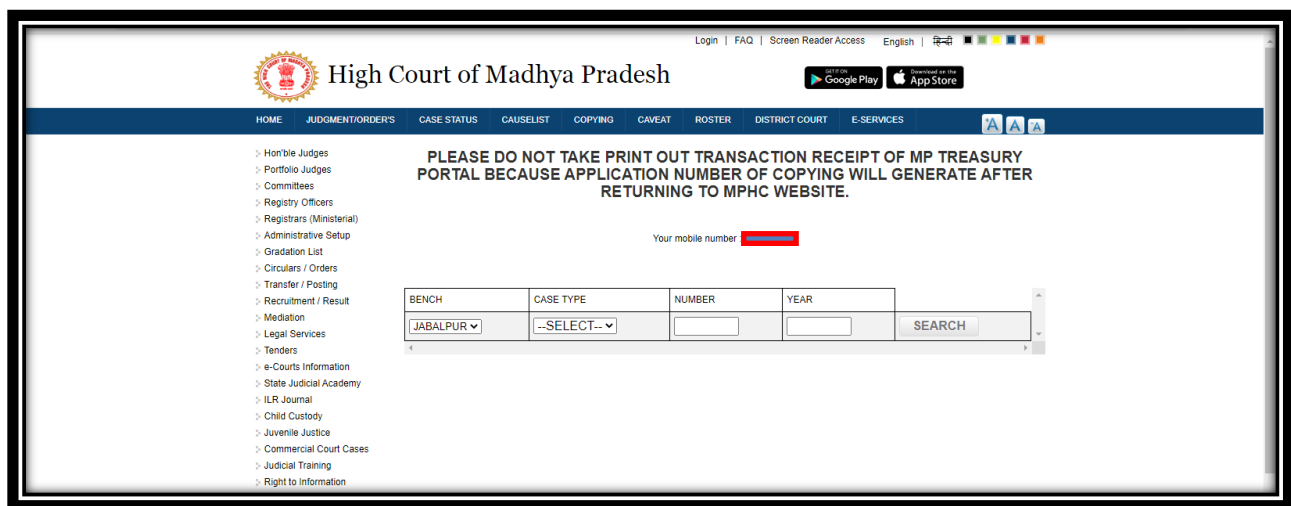 Login | FAQ | Screen Reader Access English | हिन्दी
High Court of Madhya Pradesh
GET IT ON Google Play
Download on the App Store
HOME JUDGMENT/ORDER'S CASE STATUS CAUSELIST COPYING CAVEAT ROSTER DISTRICT COURT E-SERVICES
A A A
Hon'ble Judges
Portfolio Judges
Committees
Registry Officers
Registrars (Ministerial)
Administrative Setup
Gradation List
Circulars / Orders
Transfer / Posting
Recruitment / Result
Mediation
Legal Services
Tenders
e-Courts Information
State Judicial Academy
ILR Journal
Child Custody
Juvenile Justice
Commercial Court Cases
Judicial Training
Right to Information
PLEASE DO NOT TAKE PRINT OUT TRANSACTION RECEIPT OF MP TREASURY
PORTAL BECAUSE APPLICATION NUMBER OF COPYING WILL GENERATE AFTER
RETURNING TO MPHC WEBSITE.
Your mobile number :
BENCH CASE TYPE NUMBER YEAR
JABALPUR --SELECT-- SEARCH